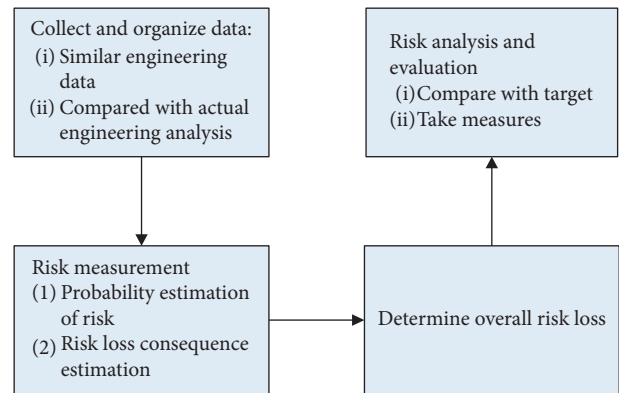 Collect and organize data:
(i) Similar engineering
data
(ii) Compared with actual
engineering analysis
Risk measurement
(1) Probability estimation
of risk
(2) Risk loss consequence
estimation
Determine overall risk loss
Risk analysis and
evaluation
(i)Compare with target
(ii)Take measures